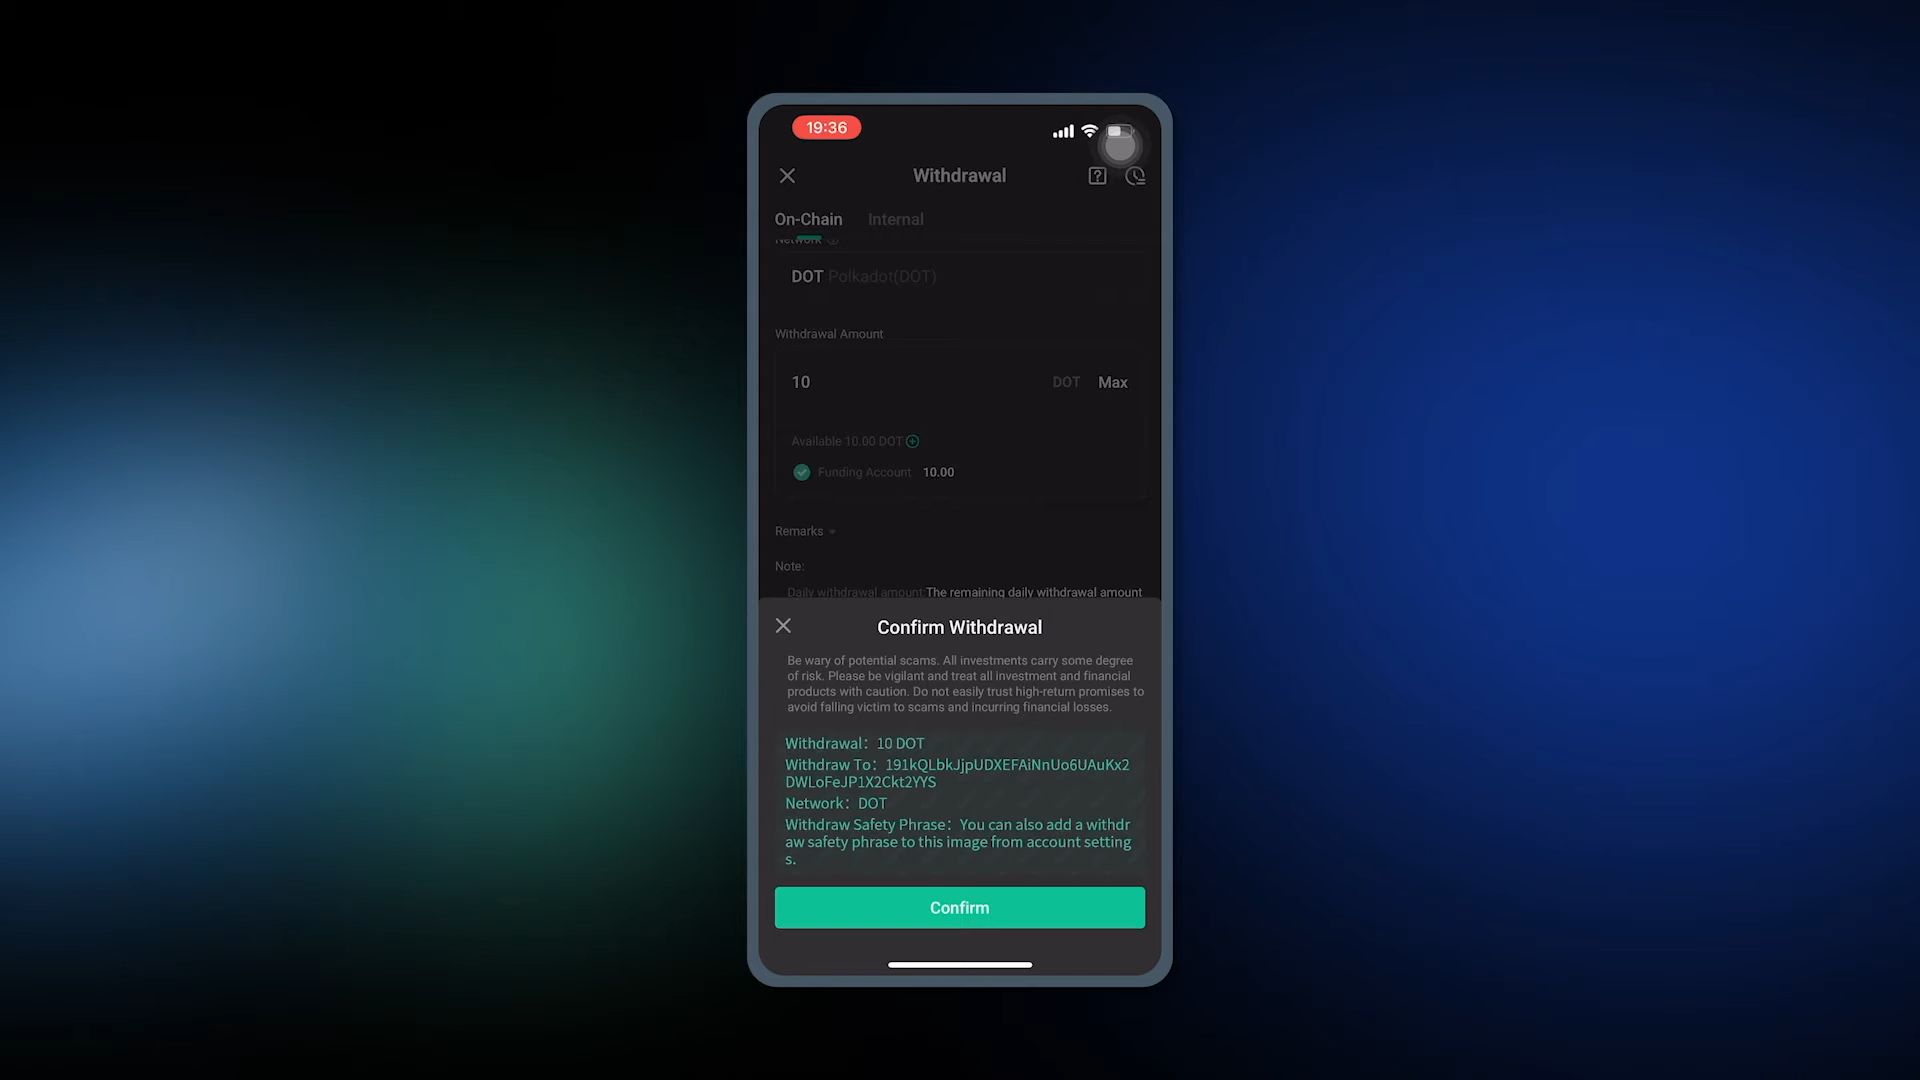 19:36
Withdrawal
On-Chain Internal
Network
DOT Polkadot(DOT)
Withdrawal Amount
10 DOT Max
Available 10.00 DOT
Funding Account 10.00
Remarks
Note:
Daily withdrawal amount:The remaining daily withdrawal amount
Confirm Withdrawal
Be wary of potential scams. All investments carry some degree
of risk. Please be vigilant and treat all investment and financial
products with caution. Do not easily trust high-return promises to
avoid falling victim to scams and incurring financial losses.
Withdrawal: 10 DOT
Withdraw To: 191kQLbkJjpUDXEFAiNnUo6UAuKx2
DWLoFeJP1X2Ckt2YYS
Network: DOT
Withdraw Safety Phrase: You can also add a withdr
aw safety phrase to this image from account setting
s.
Confirm